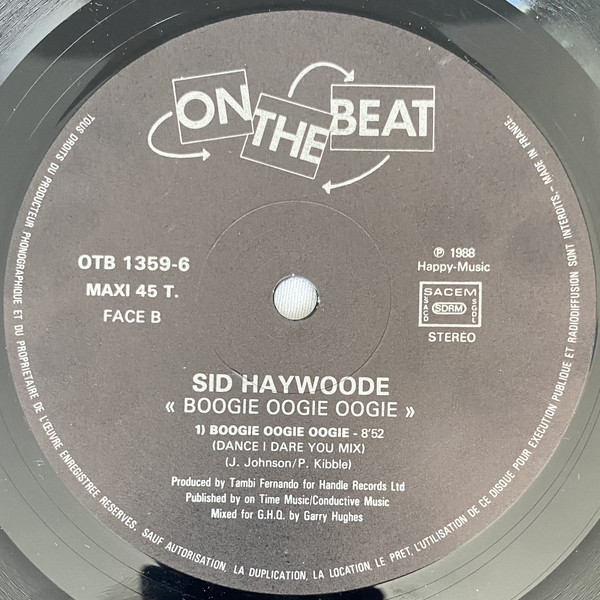 ON THE BEAT
OTB 1359-6
MAXI 45 T.
FACE B
℗ 1988
Happy-Music
SACEM
SACD SDRM SGDL
STEREO
SID HAYWOODE
« BOOGIE OOGIE OOGIE »
1) BOOGIE OOGIE OOGIE - 8'52
(DANCE I DARE YOU MIX)
(J. Johnson/P. Kibble)
Produced by Tambi Fernando for Handle Records Ltd
Published by on Time Music/Conductive Music
Mixed for G.H.Q. by Garry Hughes
TOUS DROITS DU PRODUCTEUR PHONOGRAPHIQUE ET DU PROPRIETAIRE DE L'ŒUVRE ENREGISTREE RESERVES. SAUF AUTORISATION, LA DUPLICATION, LA LOCATION, LE PRET, L'UTILISATION DE CE DISQUE POUR EXECUTION PUBLIQUE ET RADIODIFFUSION SONT INTERDITS.- MADE IN FRANCE.